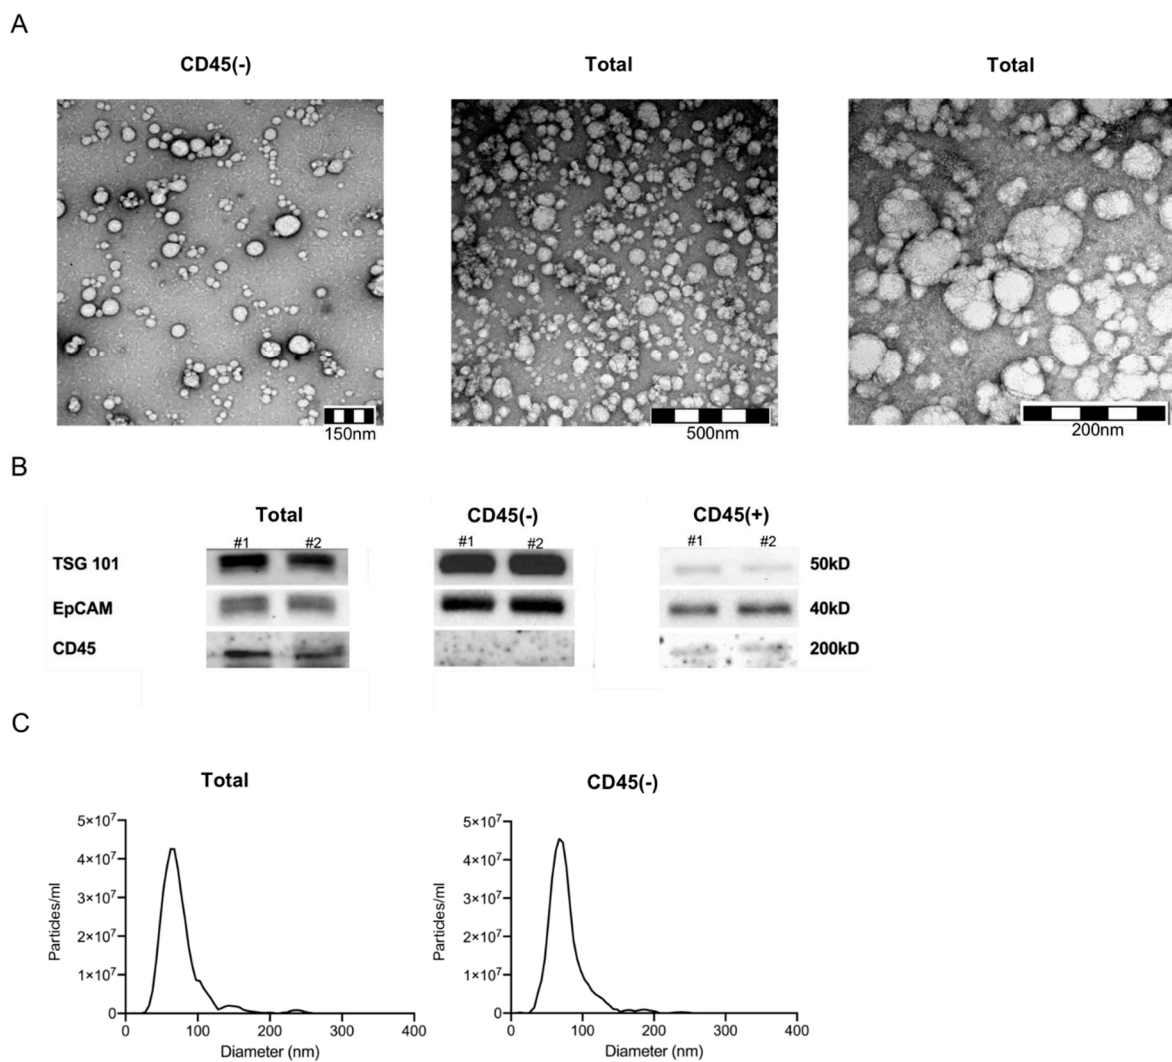 A
CD45(-)
Total
Total
150nm
500nm
200nm
B
Total
CD45(-)
CD45(+)
#1 #2
#1 #2
#1 #2
TSG 101
50kD
EpCAM
40kD
CD45
200kD
C
Total
CD45(-)
Particles/ml
5×10⁷
4×10⁷
3×10⁷
2×10⁷
1×10⁷
0
0 100 200 300 400
Diameter (nm)
Particles/ml
5×10⁷
4×10⁷
3×10⁷
2×10⁷
1×10⁷
0
0 100 200 300 400
Diameter (nm)